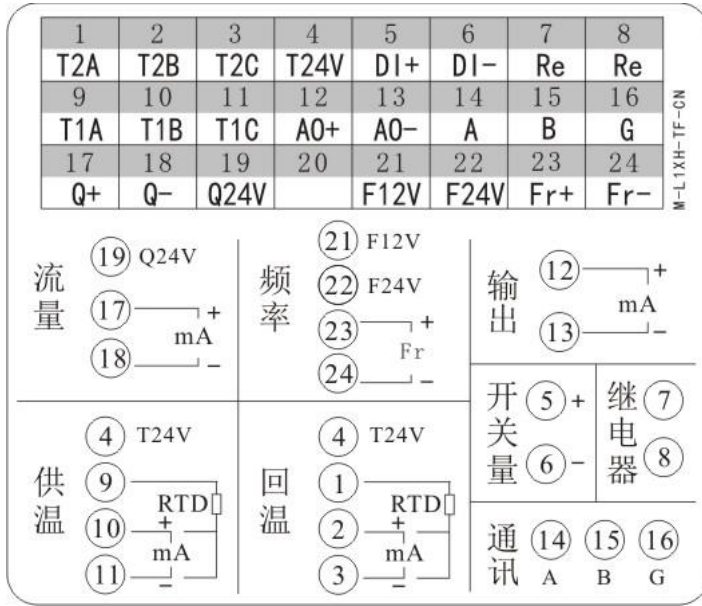 1 2 3 4 5 6 7 8
T2A T2B T2C T24V DI+ DI- Re Re
9 10 11 12 13 14 15 16
T1A T1B T1C AO+ AO- A B G
17 18 19 20 21 22 23 24
Q+ Q- Q24V F12V F24V Fr+ Fr-
M-L1XH-TF-CN
流量
19 Q24V
17 +
mA
18 -
频率
21 F12V
22 F24V
23 +
Fr
24 -
输出
12 +
mA
13 -
开关量
5 +
6 -
继电器
7
8
供温
4 T24V
9
RTD
10 +
mA
11 -
回温
4 T24V
1
RTD
2 +
mA
3 -
通讯
14 15 16
A B G